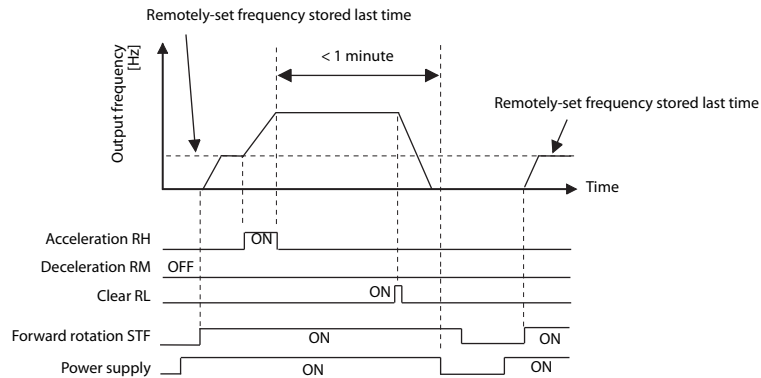 Remotely-set frequency stored last time
Output frequency
[Hz]
< 1 minute
Remotely-set frequency stored last time
Time
Acceleration RH
ON
Deceleration RM
OFF
Clear RL
ON
Forward rotation STF
ON
ON
Power supply
ON
ON